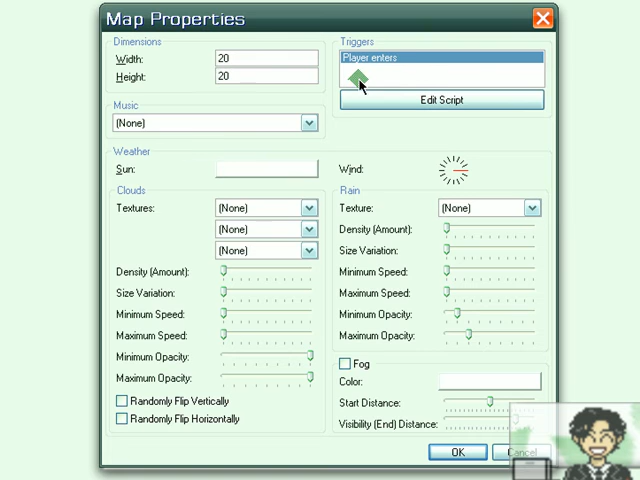 Map Properties
Dimensions
Width: 20
Height: 20
Triggers
Player enters
Edit Script
Music
(None)
Weather
Sun:
Wind:
Clouds
Textures: (None)
(None)
(None)
Density (Amount):
Size Variation:
Minimum Speed:
Maximum Speed:
Minimum Opacity:
Maximum Opacity:
Randomly Flip Vertically
Randomly Flip Horizontally
Rain
Texture: (None)
Density (Amount):
Size Variation:
Minimum Speed:
Maximum Speed:
Minimum Opacity:
Maximum Opacity:
Fog
Color:
Start Distance:
Visibility (End) Distance:
OK
Cancel